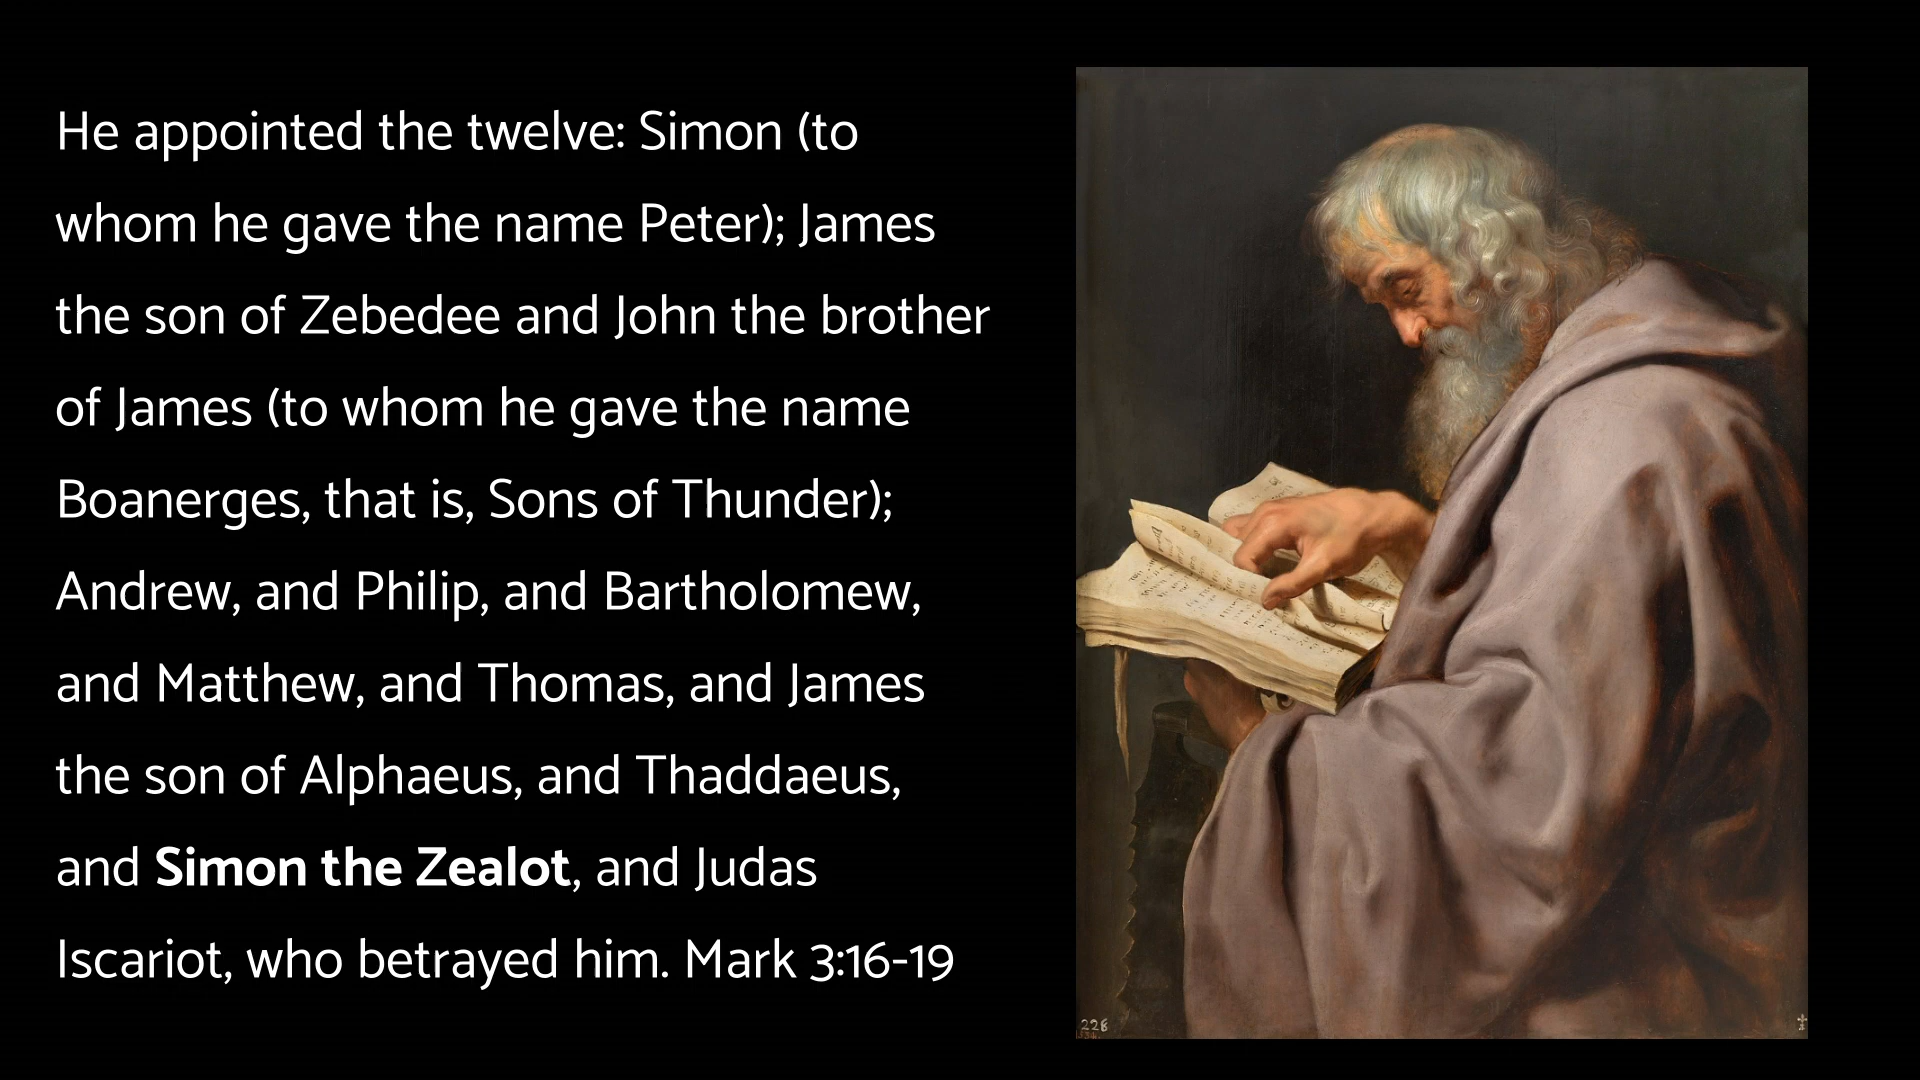 He appointed the twelve: Simon (to
whom he gave the name Peter); James
the son of Zebedee and John the brother
of James (to whom he gave the name
Boanerges, that is, Sons of Thunder);
Andrew, and Philip, and Bartholomew,
and Matthew, and Thomas, and James
the son of Alphaeus, and Thaddaeus,
and Simon the Zealot, and Judas
Iscariot, who betrayed him. Mark 3:16-19
226